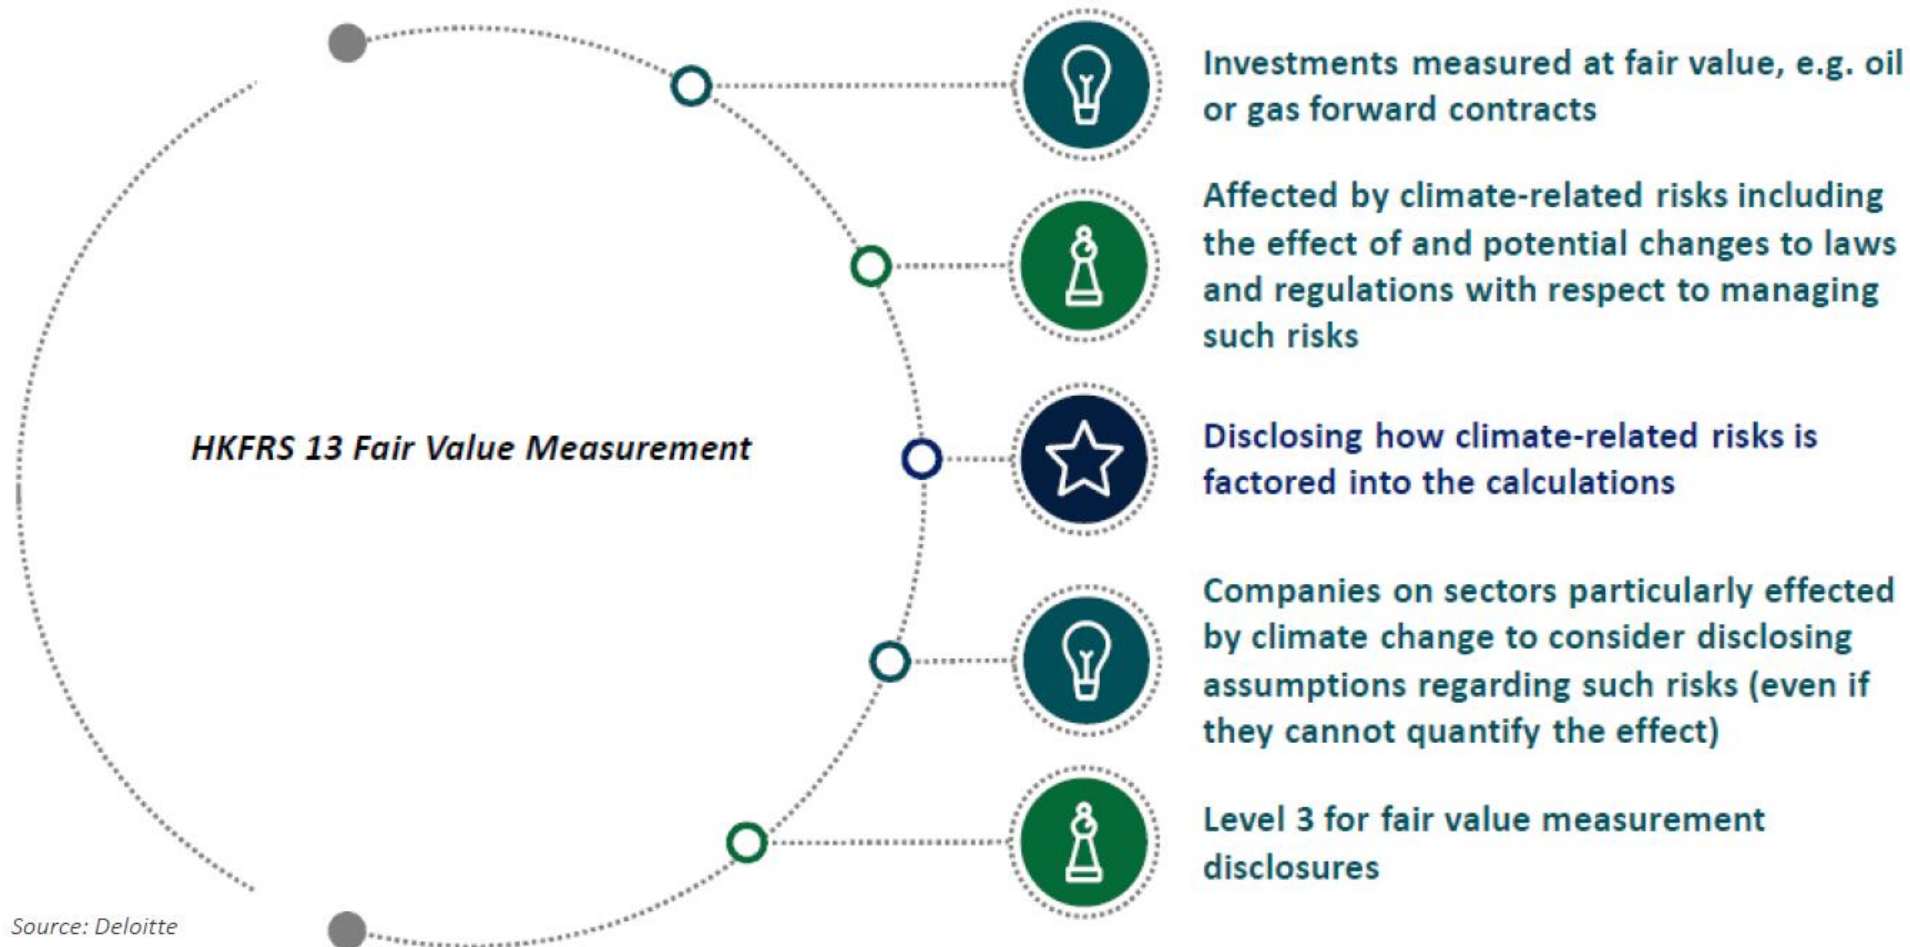 Investments measured at fair value, e.g. oil
or gas forward contracts
Affected by climate-related risks including
the effect of and potential changes to laws
and regulations with respect to managing
such risks
HKFRS 13 Fair Value Measurement
Disclosing how climate-related risks is
factored into the calculations
Companies on sectors particularly effected
by climate change to consider disclosing
assumptions regarding such risks (even if
they cannot quantify the effect)
Level 3 for fair value measurement
disclosures
Source: Deloitte